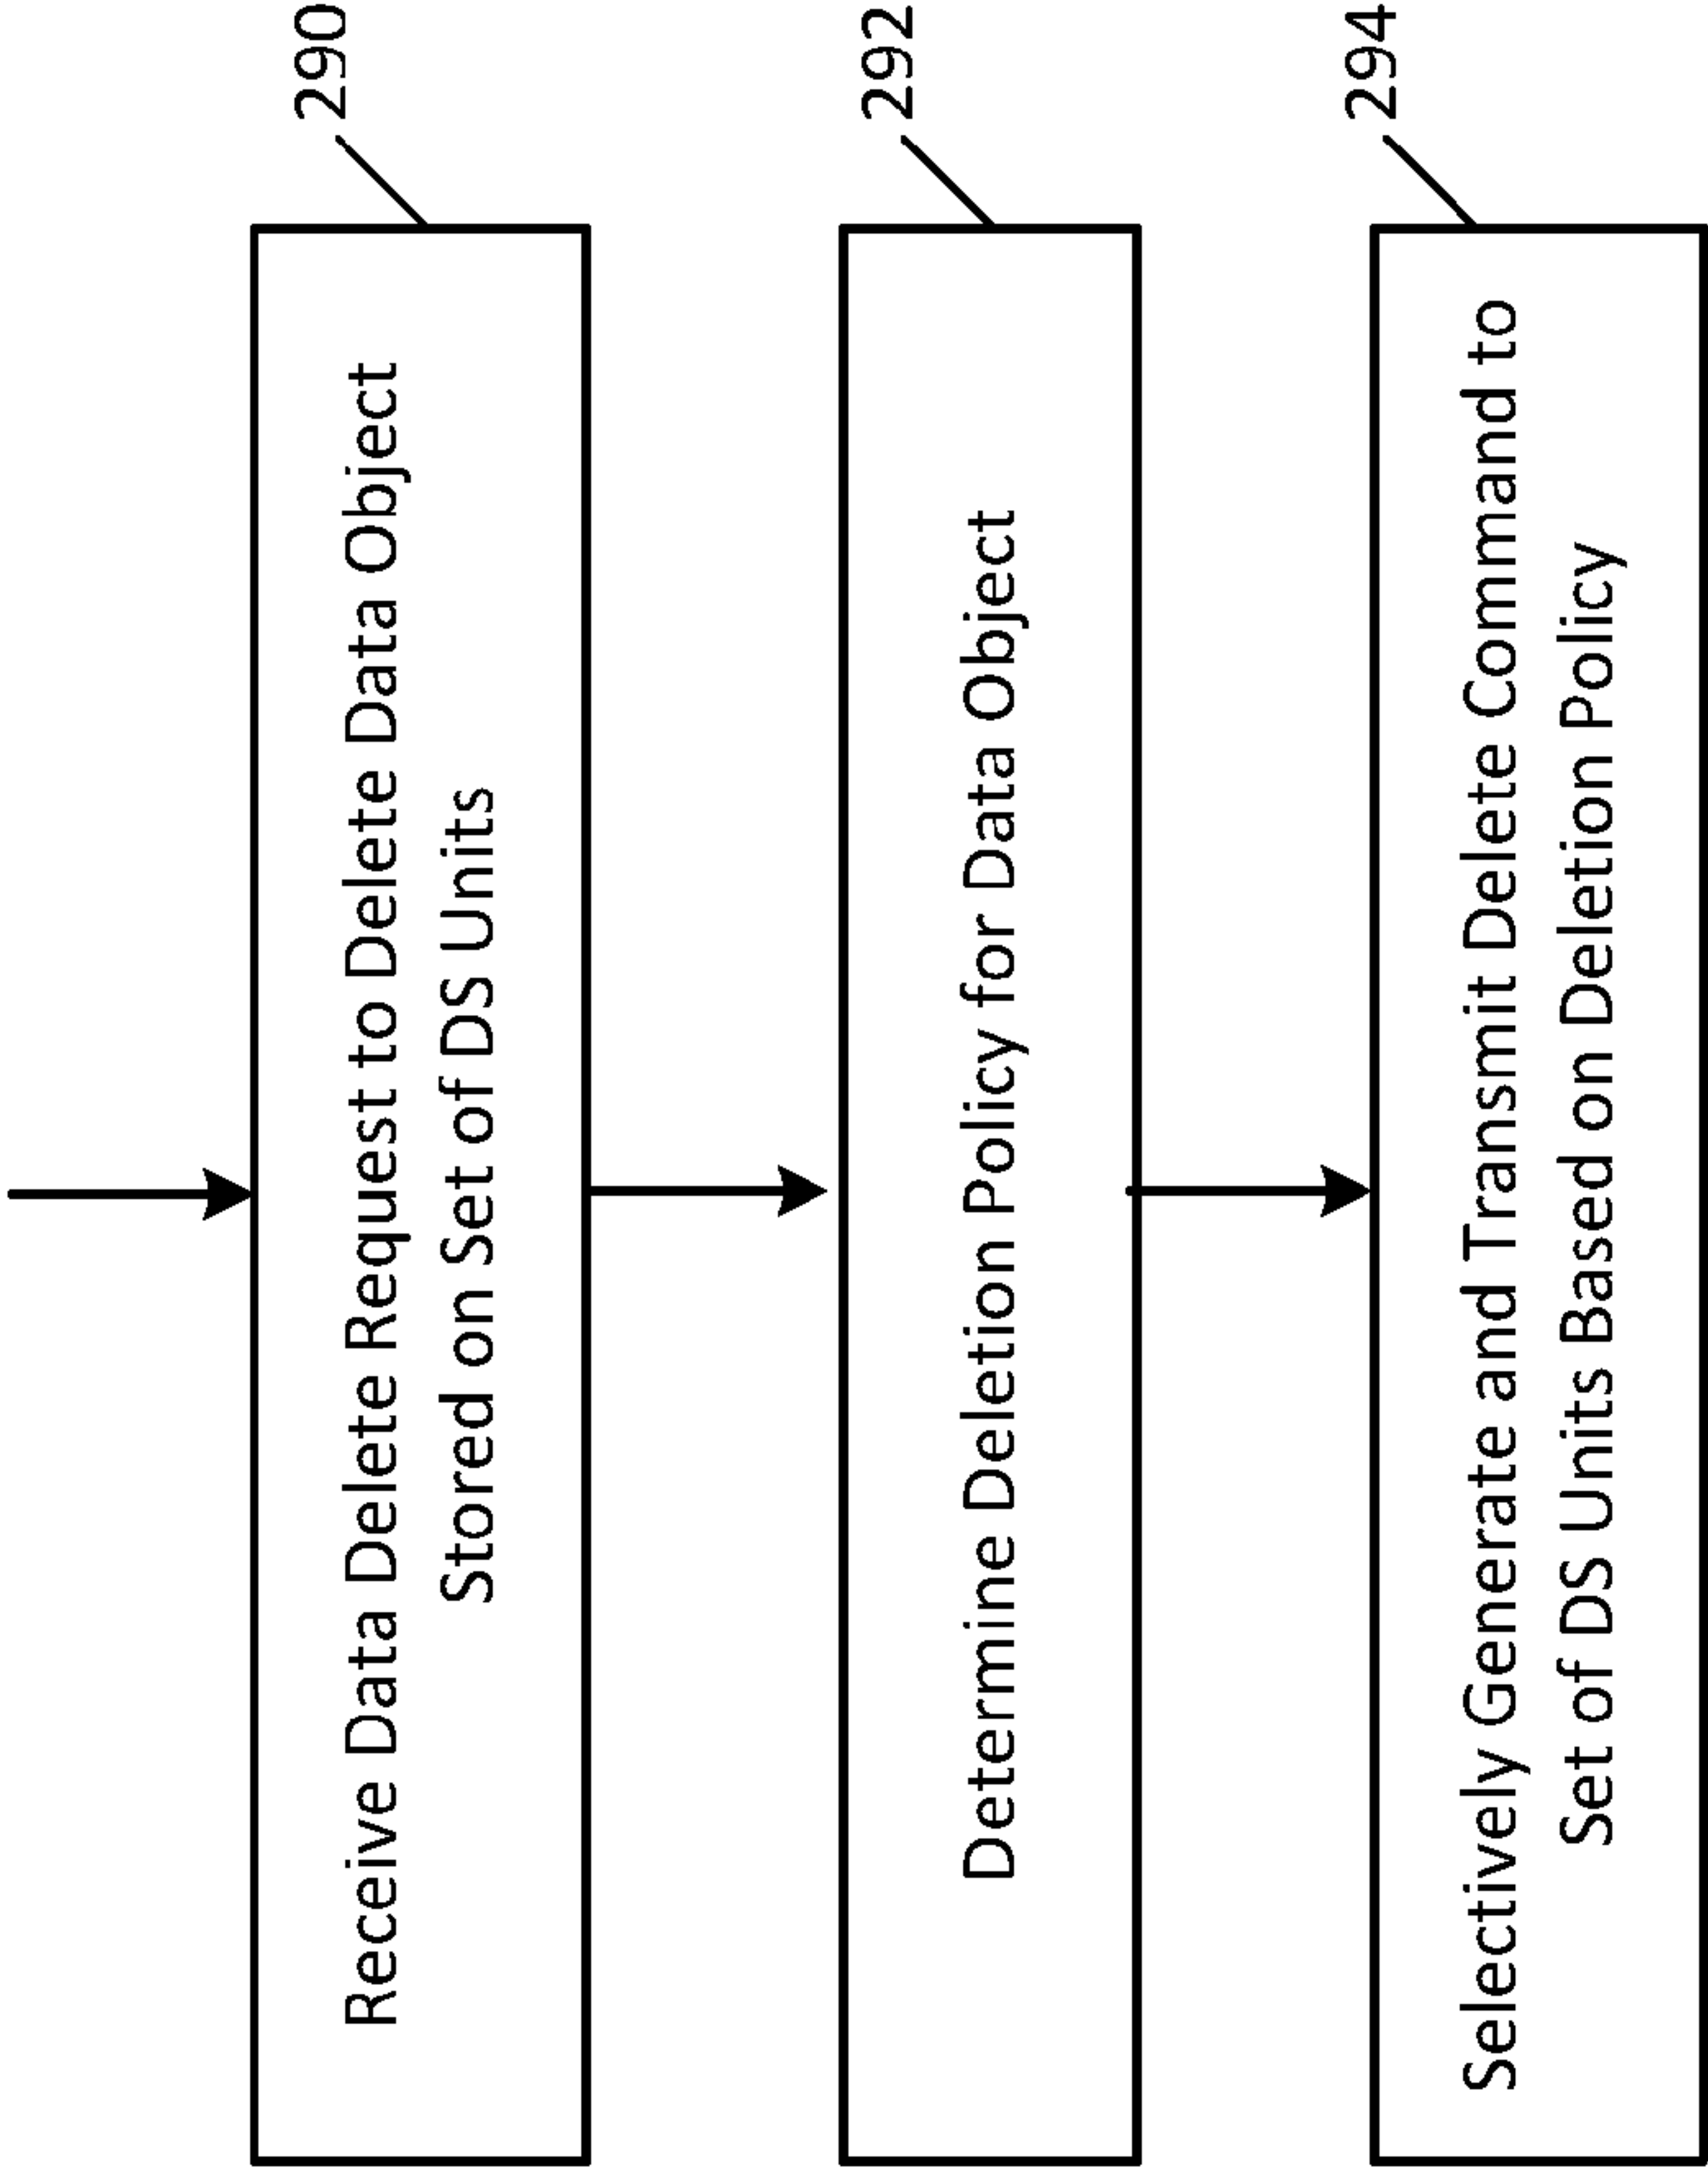 290
Receive Data Delete Request to Delete Data Object
Stored on Set of DS Units
292
Determine Deletion Policy for Data Object
294
Selectively Generate and Transmit Delete Command to
Set of DS Units Based on Deletion Policy